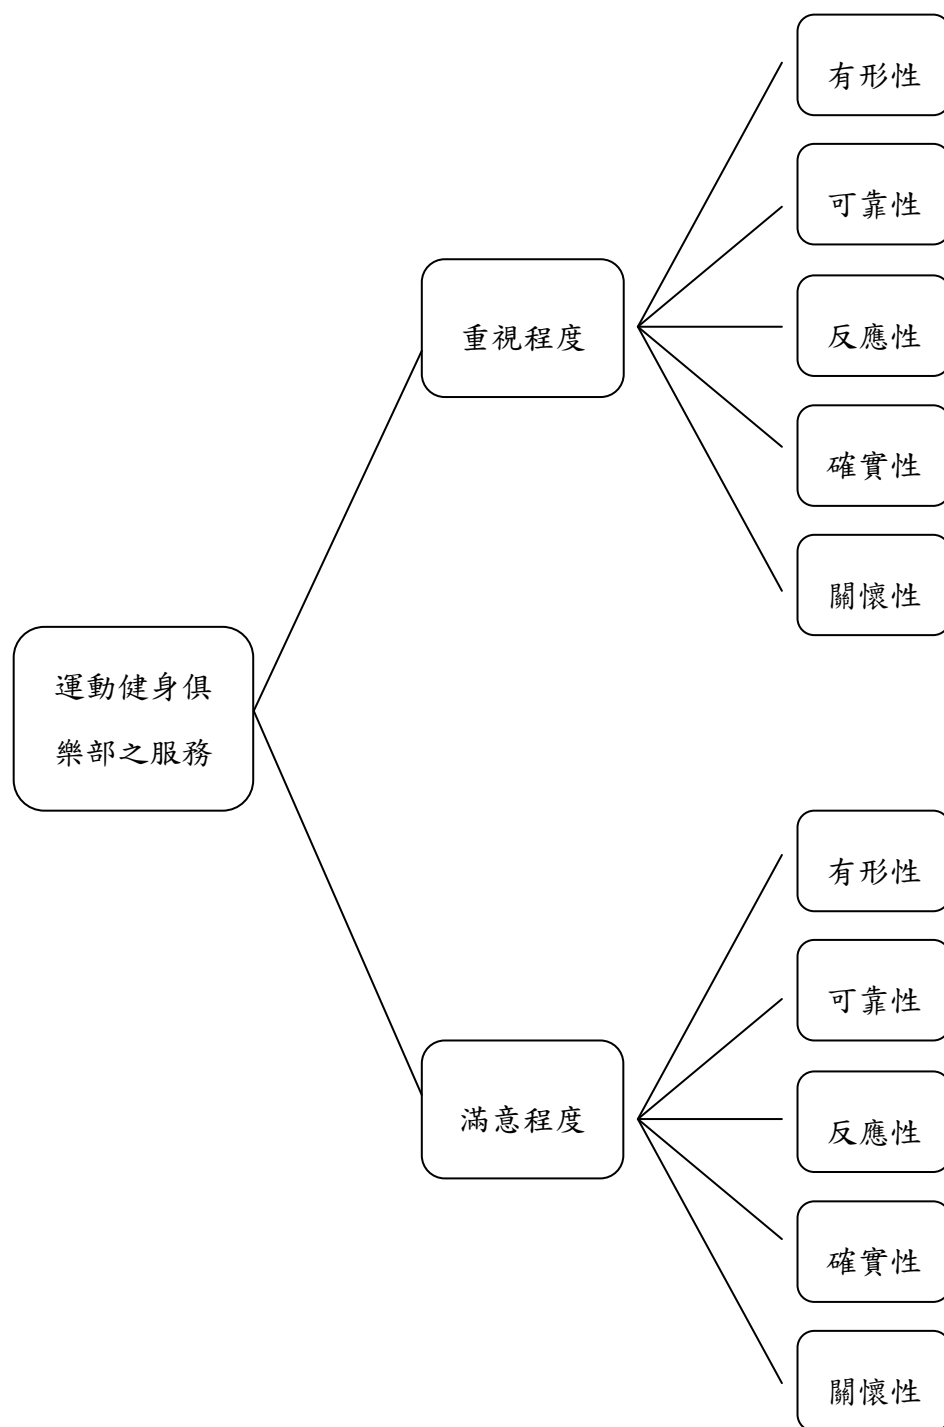 有形性
可靠性
重視程度
反應性
確實性
關懷性
運動健身俱
樂部之服務
有形性
可靠性
滿意程度
反應性
確實性
關懷性